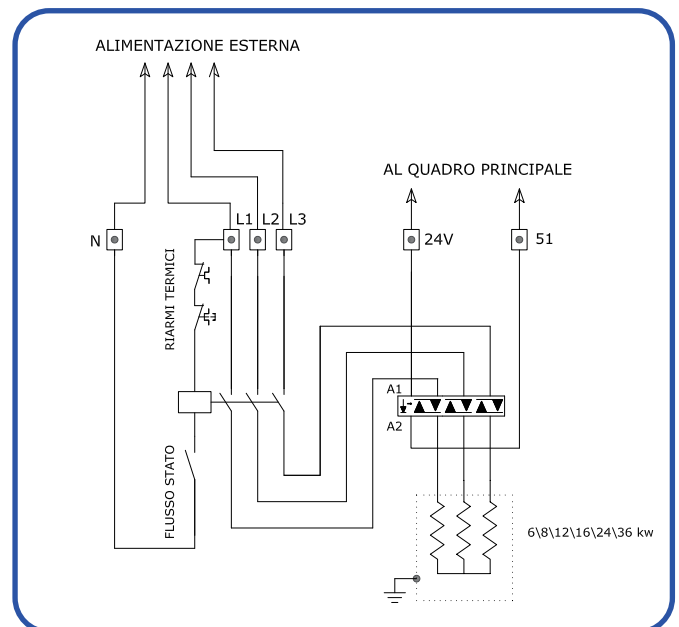 ALIMENTAZIONE ESTERNA
AL QUADRO PRINCIPALE
L1 L2 L3
N
24V
51
RIARMI TERMICI
A1
A2
FLUSSO STATO
6\8\12\16\24\36 kw